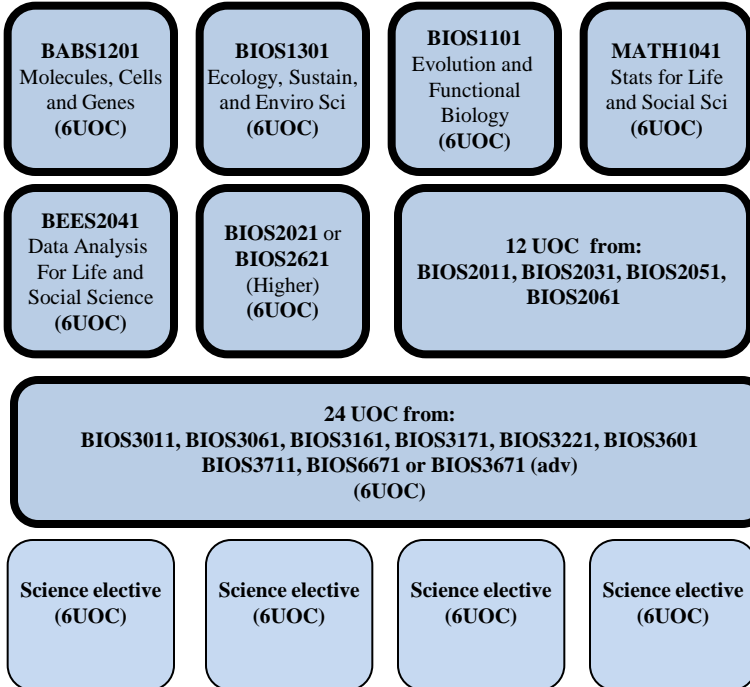 BABS1201
Molecules, Cells
and Genes
(6UOC)
BIOS1301
Ecology, Sustain,
and Enviro Sci
(6UOC)
BIOS1101
Evolution and
Functional
Biology
(6UOC)
MATH1041
Stats for Life
and Social Sci
(6UOC)
BEES2041
Data Analysis
For Life and
Social Science
(6UOC)
BIOS2021 or
BIOS2621
(Higher)
(6UOC)
12 UOC from:
BIOS2011, BIOS2031, BIOS2051,
BIOS2061
24 UOC from:
BIOS3011, BIOS3061, BIOS3161, BIOS3171, BIOS3221, BIOS3601
BIOS3711, BIOS6671 or BIOS3671 (adv)
(6UOC)
Science elective
(6UOC)
Science elective
(6UOC)
Science elective
(6UOC)
Science elective
(6UOC)